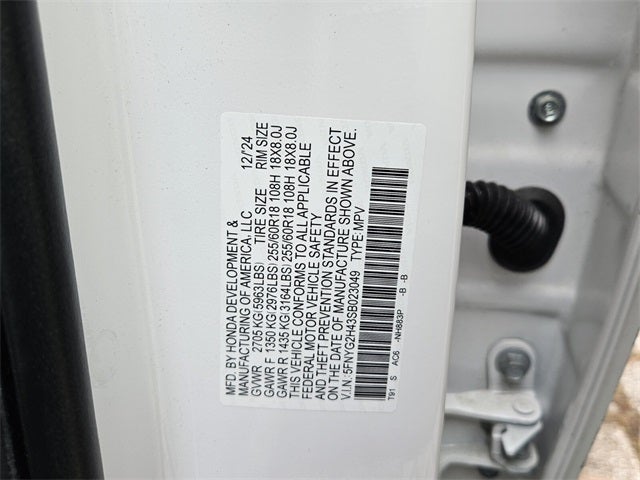 MFD. BY HONDA DEVELOPMENT &
MANUFACTURING OF AMERICA, LLC 12/'24
GVWR 2705 KG(5963LBS) TIRE SIZE RIM SIZE
GAWR F 1350 KG(2976LBS)255/60R18 108H 18X8.0J
GAWR R 1435 KG(3164LBS)255/60R18 108H 18X8.0J
THIS VEHICLE CONFORMS TO ALL APPLICABLE
FEDERAL MOTOR VEHICLE SAFETY
AND THEFT PREVENTION STANDARDS IN EFFECT
ON THE DATE OF MANUFACTURE SHOWN ABOVE.
V.I.N: 5FNYG2H43SB023049 TYPE:MPV
T91 S AO6 -NH883P -B -B